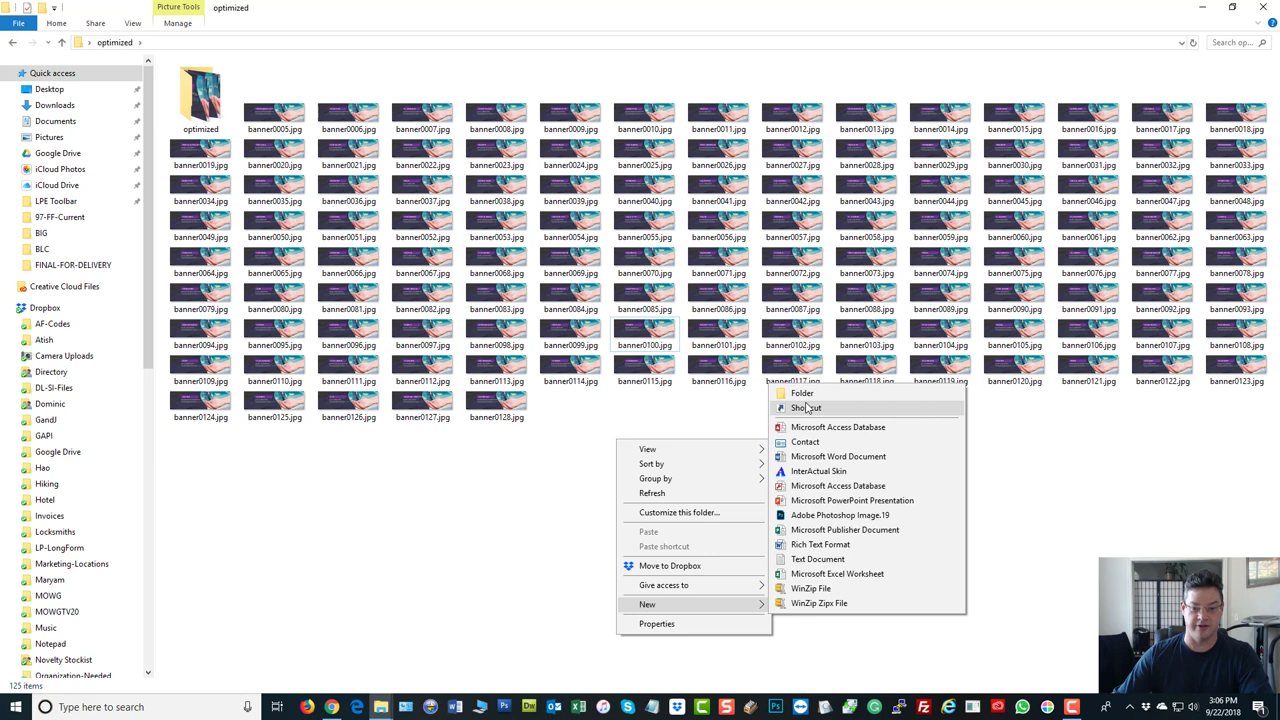 Picture Tools
optimized
File
Home
Share
View
Manage
optimized
Search op...
Quick access
Desktop
Downloads
Documents
Pictures
Google Drive
iCloud Photos
iCloud Drive
LPE Toolbar
97-FF-Current
BIG
BLC
FINAL-FOR-DELIVERY
Creative Cloud Files
Dropbox
AF-Codes
Atish
Camera Uploads
Directory
DL-SI-Files
Dominic
GandJ
GAPI
Google Drive
Hao
Hiking
Hotel
Invoices
Locksmiths
LP-LongForm
Marketing-Locations
Maryam
MOWG
MOWGTV20
Music
Notepad
Novelty Stockist
Organization-Needed
optimized banner0005.jpg banner0006.jpg banner0007.jpg banner0008.jpg banner0009.jpg banner0010.jpg banner0011.jpg banner0012.jpg banner0013.jpg banner0014.jpg banner0015.jpg banner0016.jpg banner0017.jpg banner0018.jpg
banner0019.jpg banner0020.jpg banner0021.jpg banner0022.jpg banner0023.jpg banner0024.jpg banner0025.jpg banner0026.jpg banner0027.jpg banner0028.jpg banner0029.jpg banner0030.jpg banner0031.jpg banner0032.jpg banner0033.jpg
banner0034.jpg banner0035.jpg banner0036.jpg banner0037.jpg banner0038.jpg banner0039.jpg banner0040.jpg banner0041.jpg banner0042.jpg banner0043.jpg banner0044.jpg banner0045.jpg banner0046.jpg banner0047.jpg banner0048.jpg
banner0049.jpg banner0050.jpg banner0051.jpg banner0052.jpg banner0053.jpg banner0054.jpg banner0055.jpg banner0056.jpg banner0057.jpg banner0058.jpg banner0059.jpg banner0060.jpg banner0061.jpg banner0062.jpg banner0063.jpg
banner0064.jpg banner0065.jpg banner0066.jpg banner0067.jpg banner0068.jpg banner0069.jpg banner0070.jpg banner0071.jpg banner0072.jpg banner0073.jpg banner0074.jpg banner0075.jpg banner0076.jpg banner0077.jpg banner0078.jpg
banner0079.jpg banner0080.jpg banner0081.jpg banner0082.jpg banner0083.jpg banner0084.jpg banner0085.jpg banner0086.jpg banner0087.jpg banner0088.jpg banner0089.jpg banner0090.jpg banner0091.jpg banner0092.jpg banner0093.jpg
banner0094.jpg banner0095.jpg banner0096.jpg banner0097.jpg banner0098.jpg banner0099.jpg banner0100.jpg banner0101.jpg banner0102.jpg banner0103.jpg banner0104.jpg banner0105.jpg banner0106.jpg banner0107.jpg banner0108.jpg
banner0109.jpg banner0110.jpg banner0111.jpg banner0112.jpg banner0113.jpg banner0114.jpg banner0115.jpg banner0116.jpg banner0117.jpg banner0118.jpg banner0119.jpg banner0120.jpg banner0121.jpg banner0122.jpg banner0123.jpg
banner0124.jpg banner0125.jpg banner0126.jpg banner0127.jpg banner0128.jpg
View
Sort by
Group by
Refresh
Customize this folder...
Paste
Paste shortcut
Move to Dropbox
Give access to
New
Properties
Folder
Shortcut
Microsoft Access Database
Contact
Microsoft Word Document
InterActual Skin
Microsoft Access Database
Microsoft PowerPoint Presentation
Adobe Photoshop Image.19
Microsoft Publisher Document
Rich Text Format
Text Document
Microsoft Excel Worksheet
WinZip File
WinZip Zipx File
125 items
Type here to search
3:06 PM
9/22/2018